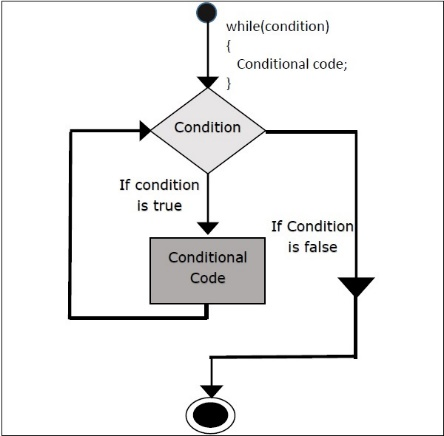 while(condition)
{
Conditional code;
}
Condition
If condition
is true
If Condition
is false
Conditional
Code